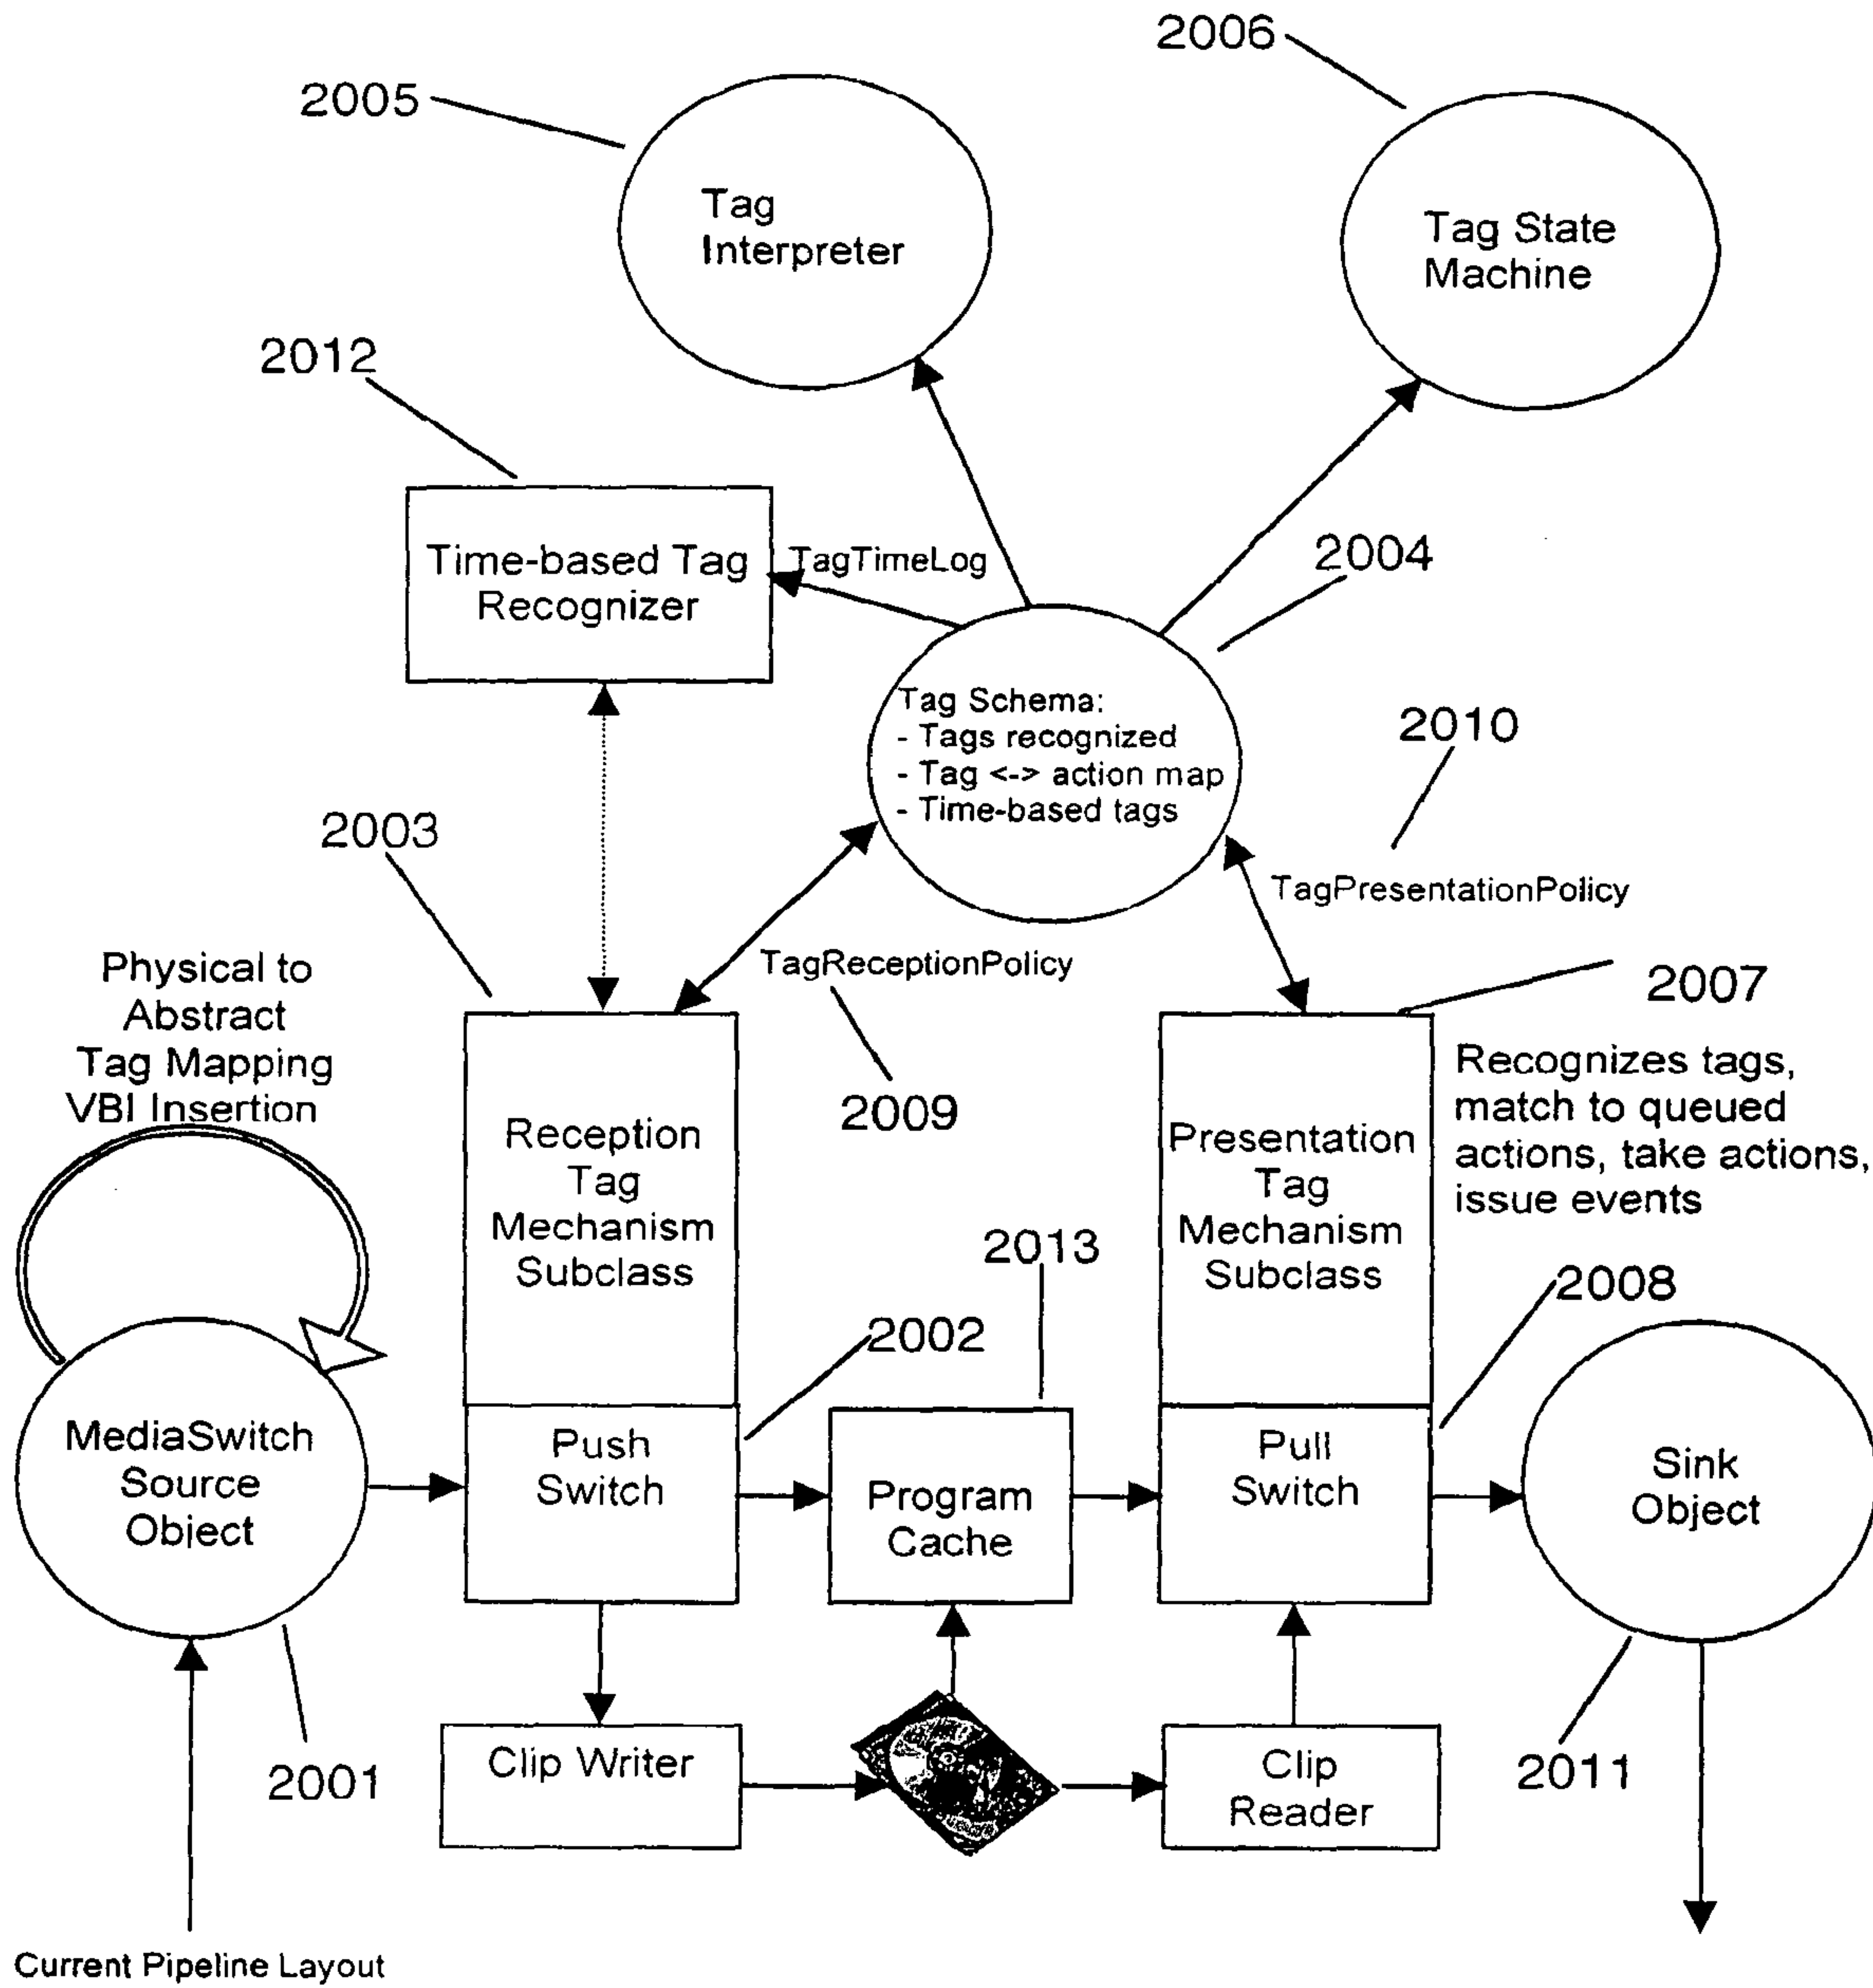 2006
2005
Tag
Interpreter
Tag State
Machine
2012
Time-based Tag
Recognizer
TagTimeLog
2004
Tag Schema:
- Tags recognized
- Tag <-> action map
- Time-based tags
2010
2003
TagPresentationPolicy
TagReceptionPolicy
Physical to
Abstract
Tag Mapping
VBI Insertion
2007
2009
Recognizes tags,
match to queued
actions, take actions,
issue events
Reception
Tag
Mechanism
Subclass
Presentation
Tag
Mechanism
Subclass
2013
2008
2002
MediaSwitch
Source
Object
Push
Switch
Program
Cache
Pull
Switch
Sink
Object
2001
Clip Writer
Clip
Reader
2011
Current Pipeline Layout